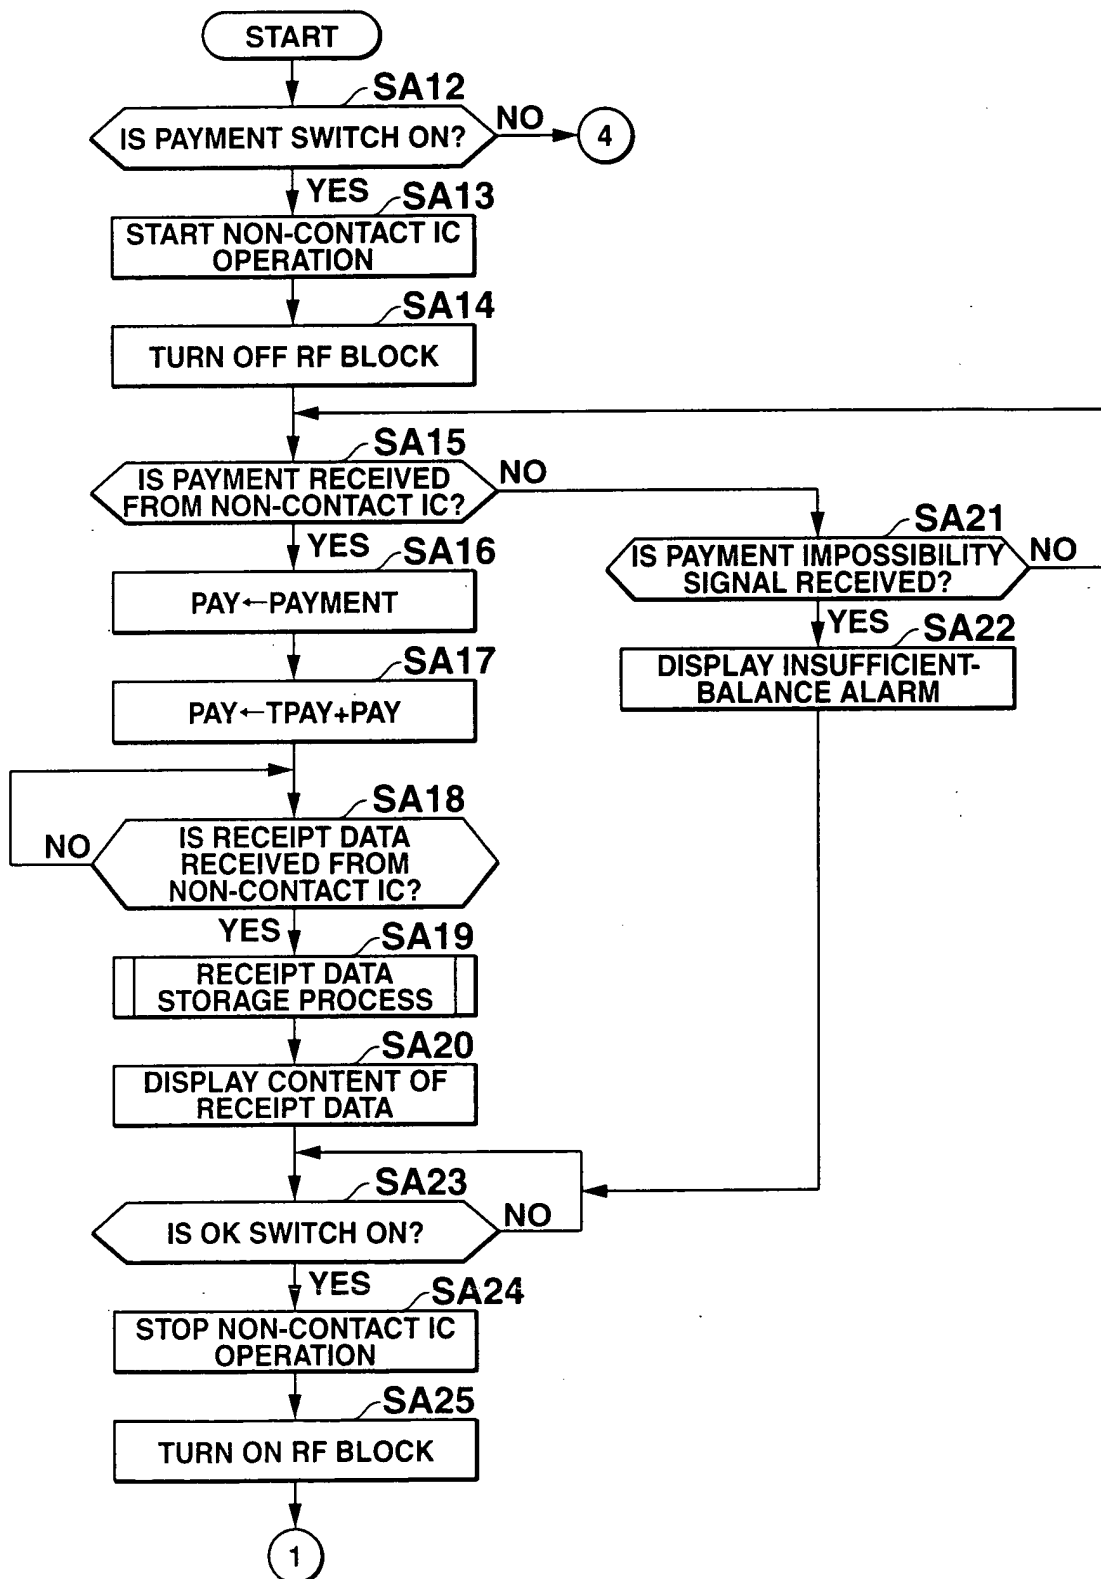 START
SA12
IS PAYMENT SWITCH ON?
NO
4
YES
SA13
START NON-CONTACT IC
OPERATION
SA14
TURN OFF RF BLOCK
SA15
IS PAYMENT RECEIVED
FROM NON-CONTACT IC?
NO
YES
SA21
IS PAYMENT IMPOSSIBILITY
SIGNAL RECEIVED?
NO
YES
SA22
DISPLAY INSUFFICIENT-
BALANCE ALARM
SA16
PAY←PAYMENT
SA17
PAY←TPAY+PAY
SA18
IS RECEIPT DATA
RECEIVED FROM
NON-CONTACT IC?
NO
YES
SA19
RECEIPT DATA
STORAGE PROCESS
SA20
DISPLAY CONTENT OF
RECEIPT DATA
SA23
IS OK SWITCH ON?
NO
YES
SA24
STOP NON-CONTACT IC
OPERATION
SA25
TURN ON RF BLOCK
1